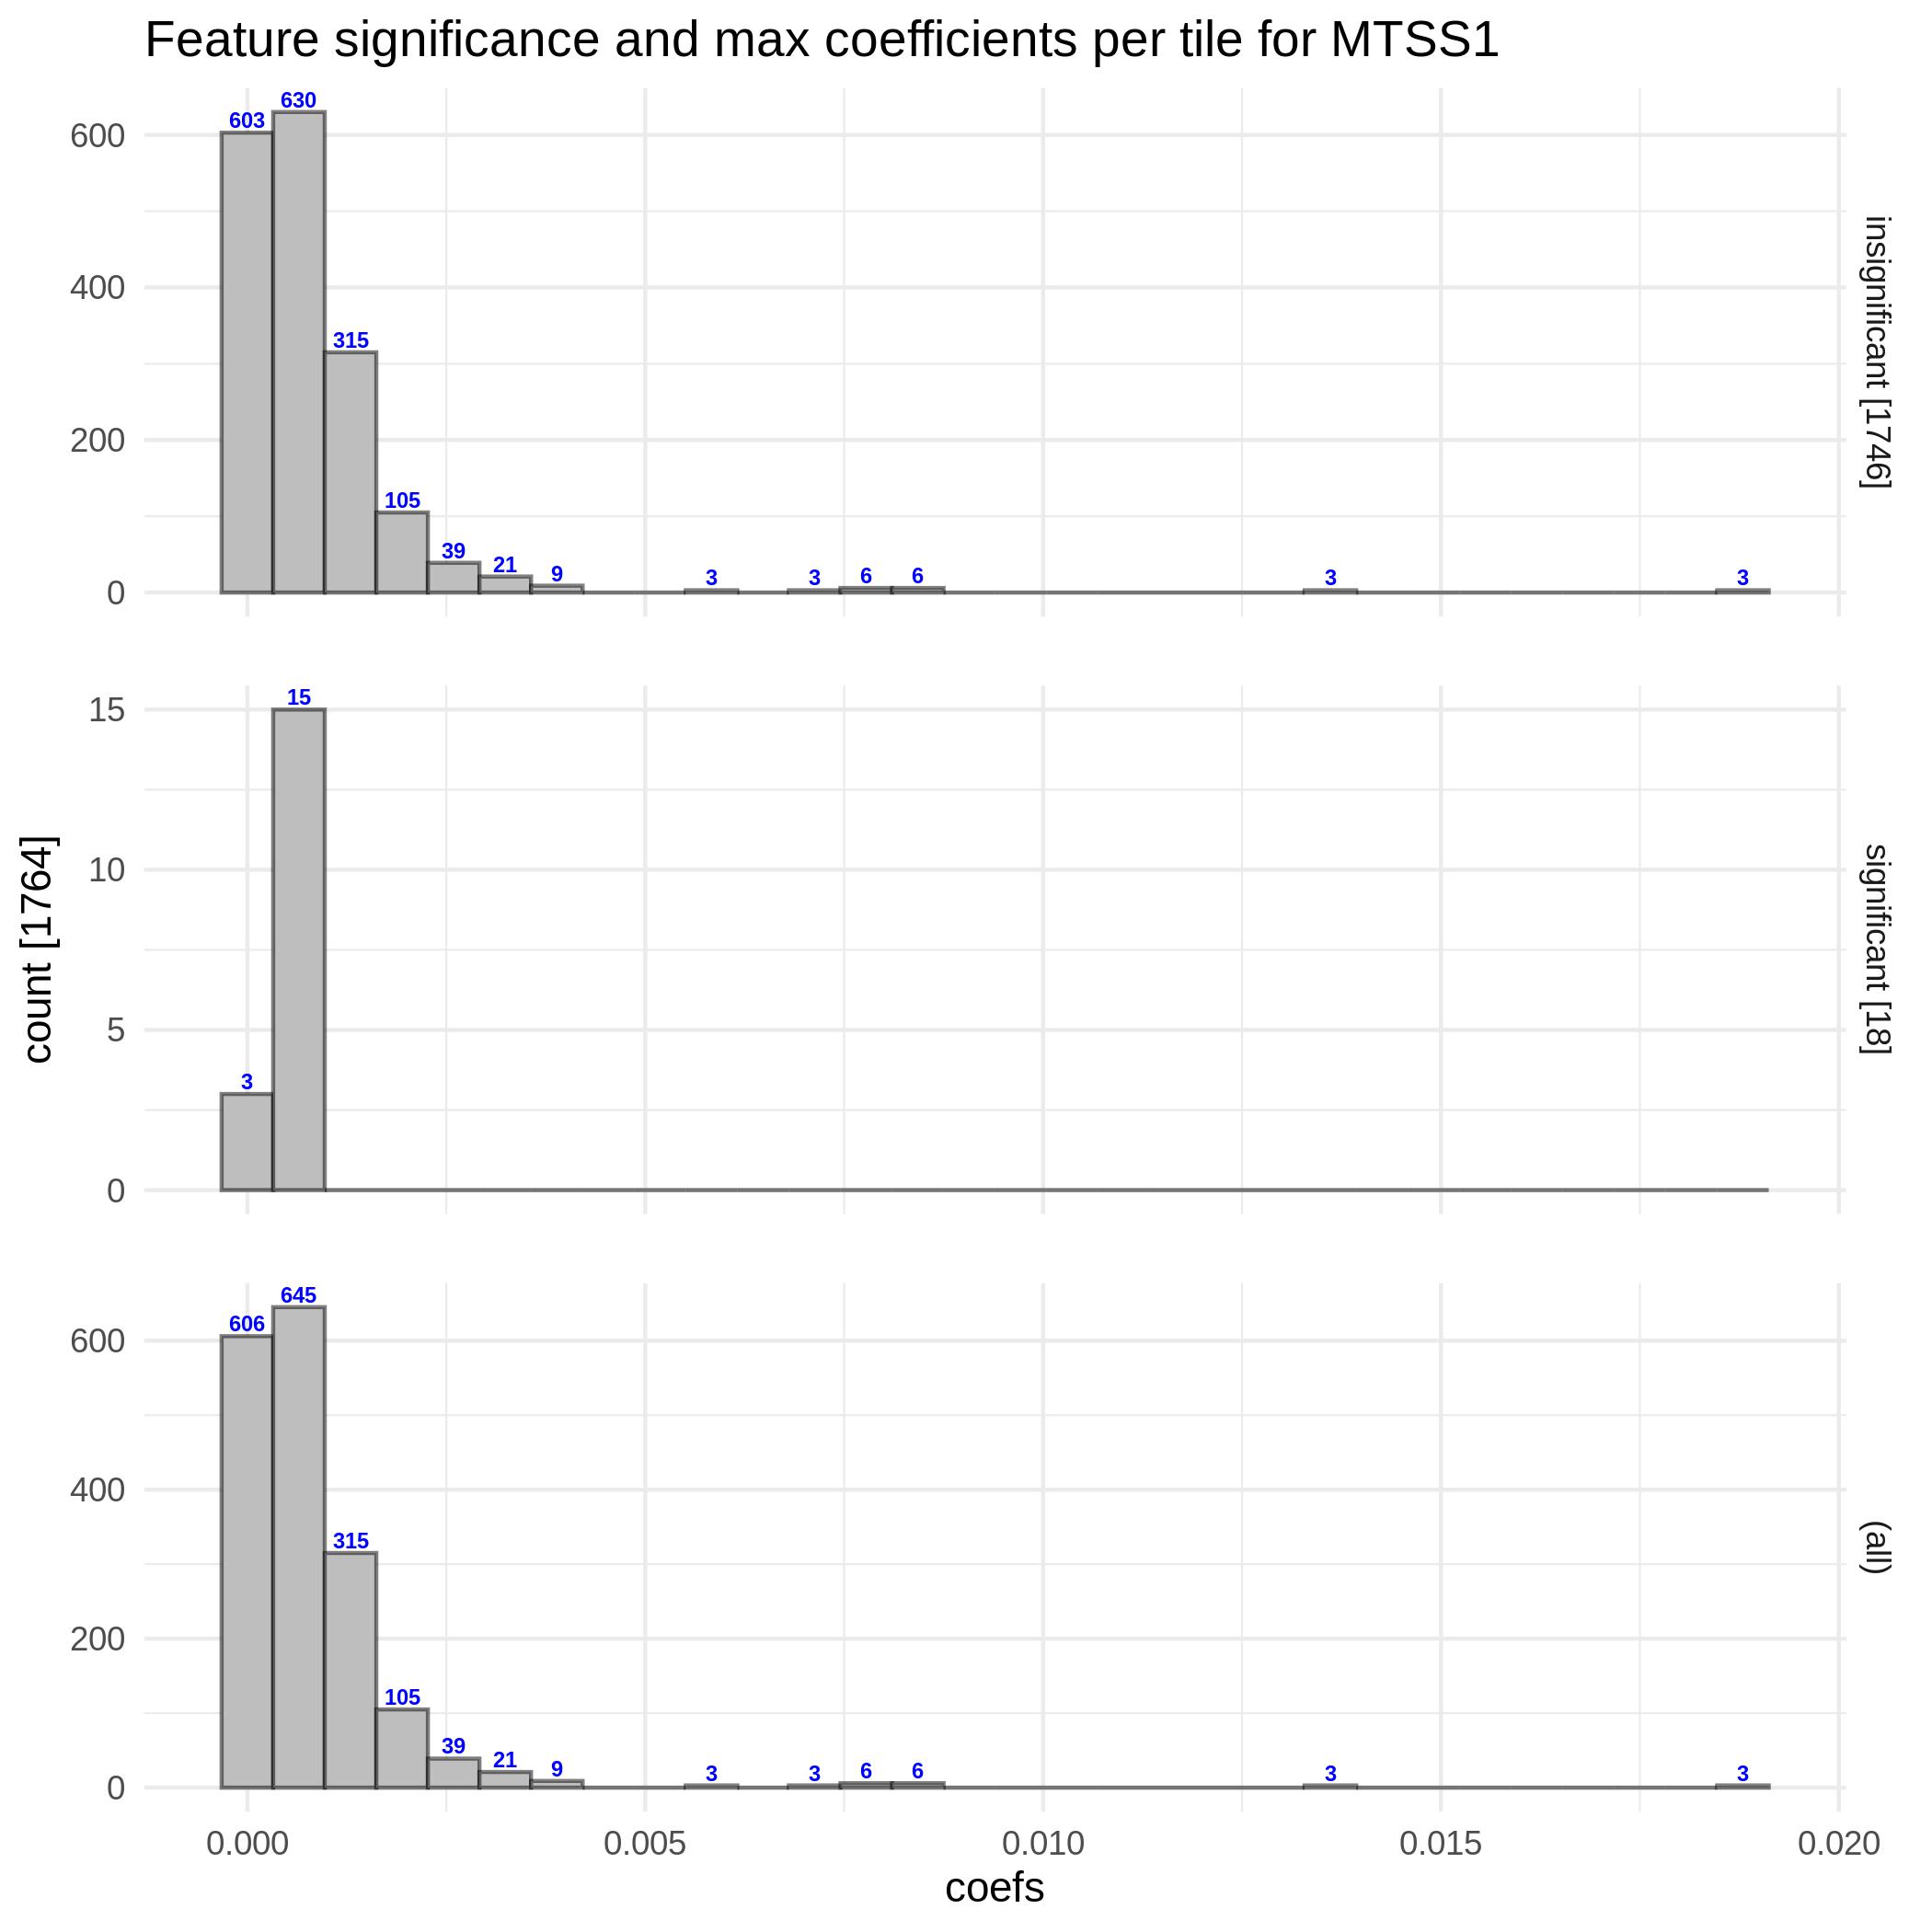 Feature significance and max coefficients per tile for MTSS1
603 630 315 105 39 21 9 3 3 6 6 3 3
600
400
200
0
insignificant [1746]
3 15
15
10
5
0
significant [18]
count [1764]
606 645 315 105 39 21 9 3 3 6 6 3 3
600
400
200
0
(all)
0.000 0.005 0.010 0.015 0.020
coefs